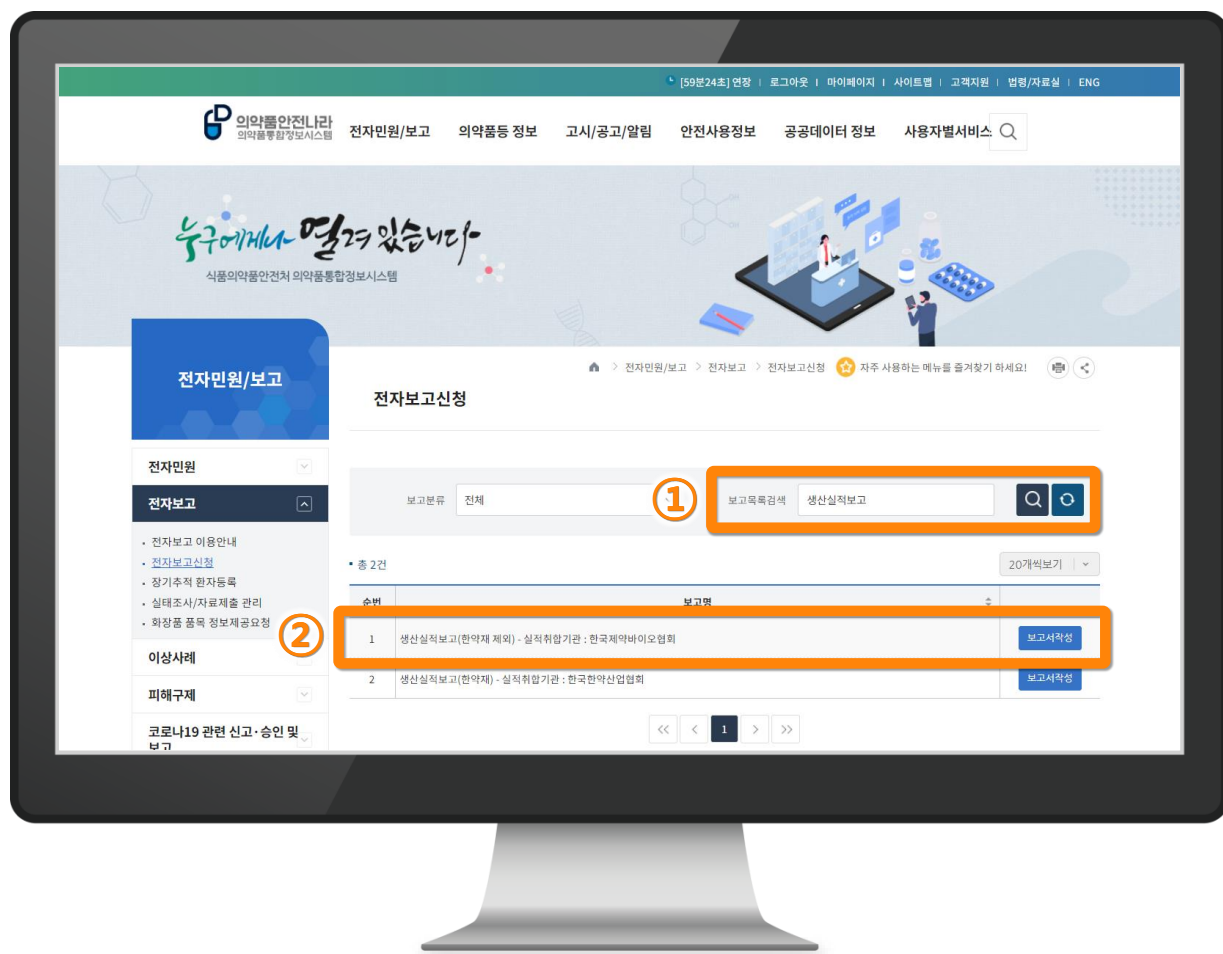 [59분24초] 연장 | 로그아웃 | 마이페이지 | 사이트맵 | 고객지원 | 법령/자료실 | ENG
의약품안전나라
의약품통합정보시스템
전자민원/보고 의약품등 정보 고시/공고/알림 안전사용정보 공공데이터 정보 사용자별서비스
누구에게나 열려 있습니다
식품의약품안전처 의약품통합정보시스템
OH
OH
전자민원/보고
> 전자민원/보고 > 전자보고 > 전자보고신청 자주 사용하는 메뉴를 즐겨찾기 하세요!
전자보고신청
전자민원
전자보고
• 전자보고 이용안내
• 전자보고신청
• 장기추적 환자등록
• 실태조사/자료제출 관리
• 화장품 품목 정보제공요청
이상사례
피해구제
코로나19 관련 신고·승인 및
보고
보고분류 전체
① 보고목록검색 생산실적보고
• 총 2건 20개씩보기
순번 보고명
②
1 생산실적보고(한약재 제외) - 실적취합기관 : 한국제약바이오협회 보고서작성
2 생산실적보고(한약재) - 실적취합기관 : 한국한약산업협회 보고서작성
<< < 1 > >>